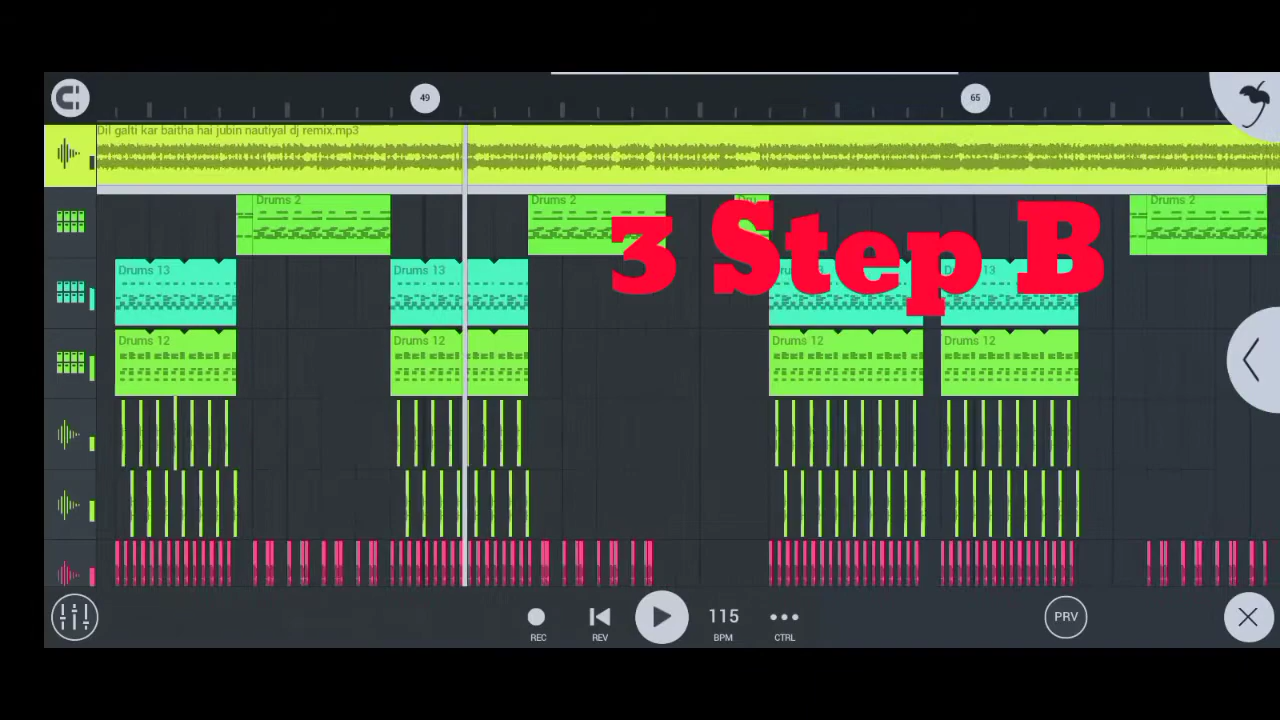 49
65
Dil galti kar baitha hai jubin nautiyal dj remix.mp3
Drums 2
Drums 2
Drums 2
3 Step B
Drums 13
Drums 13
Drums 12
Drums 12
Drums 12
Drums 12
115
REC
REV
BPM
CTRL
PRV